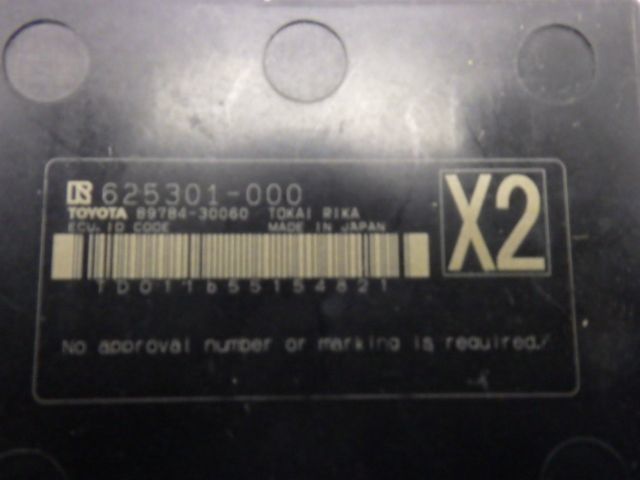 625301-000
TOYOTA 89784-30060 TOKAI RIKA
ECU, ID CODE MADE IN JAPAN
X2
TD011b55154821
No approval number or marking is required./